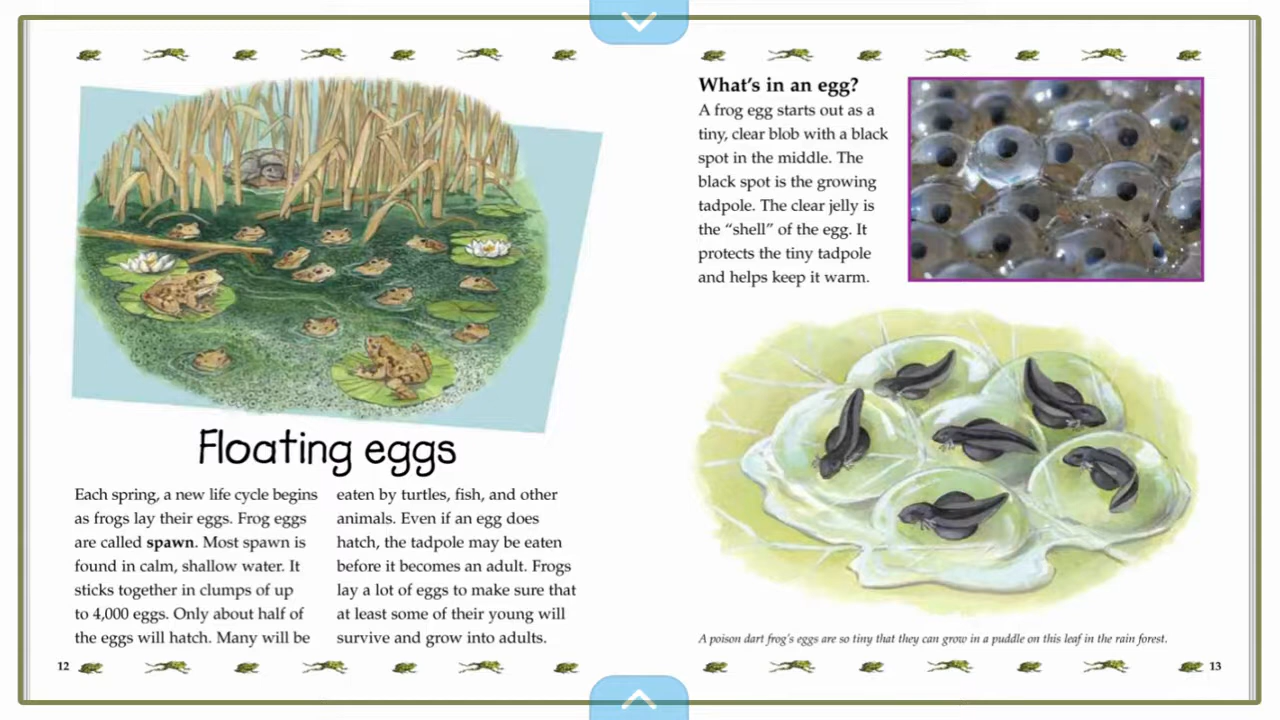 Floating eggs
Each spring, a new life cycle begins
as frogs lay their eggs. Frog eggs
are called spawn. Most spawn is
found in calm, shallow water. It
sticks together in clumps of up
to 4,000 eggs. Only about half of
the eggs will hatch. Many will be
eaten by turtles, fish, and other
animals. Even if an egg does
hatch, the tadpole may be eaten
before it becomes an adult. Frogs
lay a lot of eggs to make sure that
at least some of their young will
survive and grow into adults.
12
What's in an egg?
A frog egg starts out as a
tiny, clear blob with a black
spot in the middle. The
black spot is the growing
tadpole. The clear jelly is
the “shell” of the egg. It
protects the tiny tadpole
and helps keep it warm.
A poison dart frog's eggs are so tiny that they can grow in a puddle on this leaf in the rain forest.
13